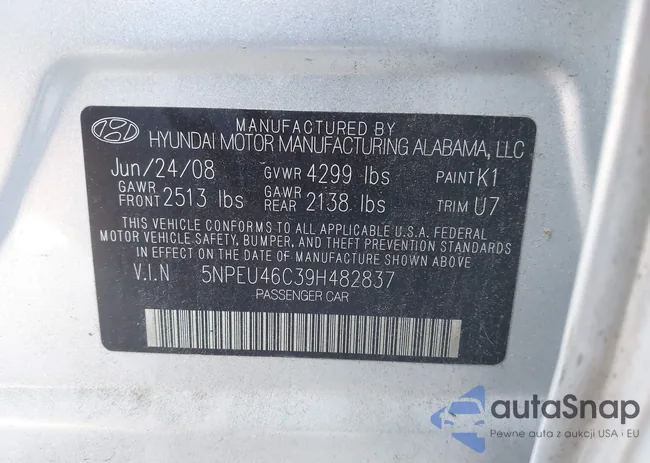 MANUFACTURED BY
HYUNDAI MOTOR MANUFACTURING ALABAMA, LLC
Jun/24/08 GVWR 4299 lbs PAINT K1
GAWR FRONT 2513 lbs GAWR REAR 2138 lbs TRIM U7
THIS VEHICLE CONFORMS TO ALL APPLICABLE U.S.A. FEDERAL
MOTOR VEHICLE SAFETY, BUMPER, AND THEFT PREVENTION STANDARDS
IN EFFECT ON THE DATE OF MANUFACTURE SHOWN ABOVE.
V.I.N 5NPEU46C39H482837
PASSENGER CAR
autaSnap
Pewne auta z aukcji USA i EU